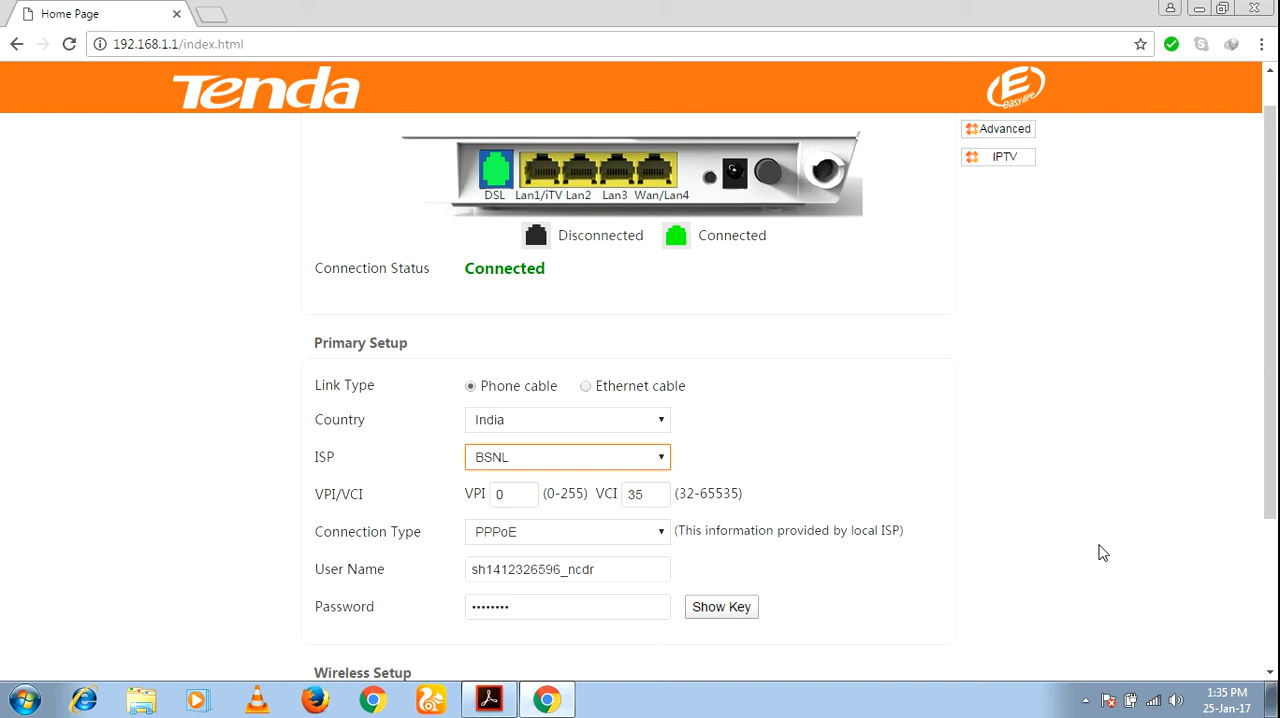 Home Page
192.168.1.1/index.html
Tenda
E
easy life
Advanced
IPTV
DSL Lan1/iTV Lan2 Lan3 Wan/Lan4
Disconnected Connected
Connection Status Connected
Primary Setup
Link Type Phone cable Ethernet cable
Country India
ISP BSNL
VPI/VCI VPI 0 (0-255) VCI 35 (32-65535)
Connection Type PPPoE (This information provided by local ISP)
User Name sh1412326596_ncdr
Password •••••••• Show Key
Wireless Setup
1:35 PM
25-Jan-17